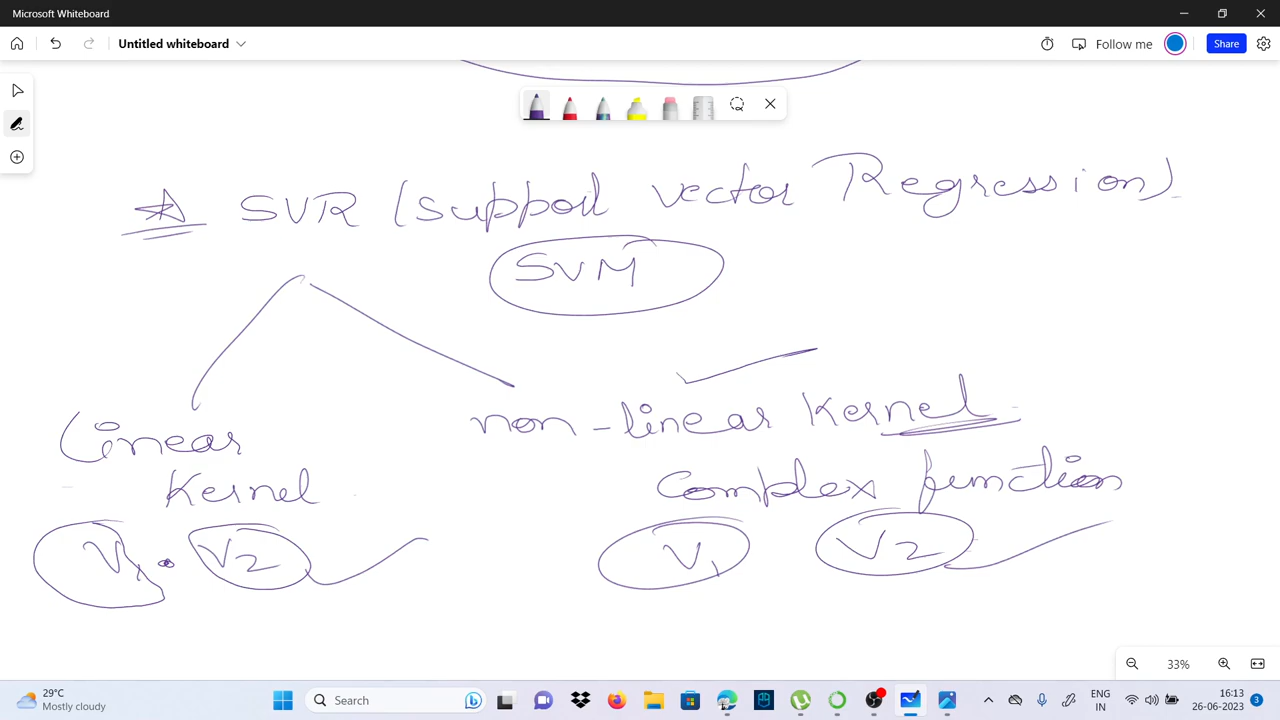 Microsoft Whiteboard
Untitled whiteboard
Follow me
Share
SVR (Support vector Regression)
SVM
non-linear Kernel
Linear
Kernel
Complex function
V1 . V2
V1 V2
33%
29°C
Mostly cloudy
Search
ENG
IN
16:13
26-06-2023
3